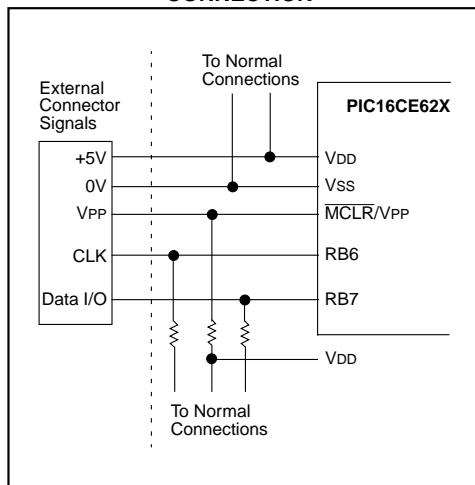 CONNECTION
To Normal
Connections
External
Connector
Signals
PIC16CE62X
+5V
VDD
0V
VSS
VPP
MCLR/VPP
CLK
RB6
Data I/O
RB7
VDD
To Normal
Connections